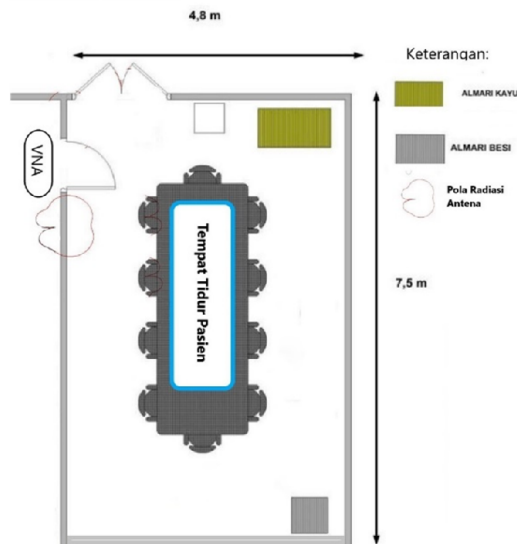 4,8 m
Keterangan:
ALMARI KAYU
ALMARI BESI
Pola Radiasi
Antena
VNA
Tempat Tidur Pasien
7,5 m